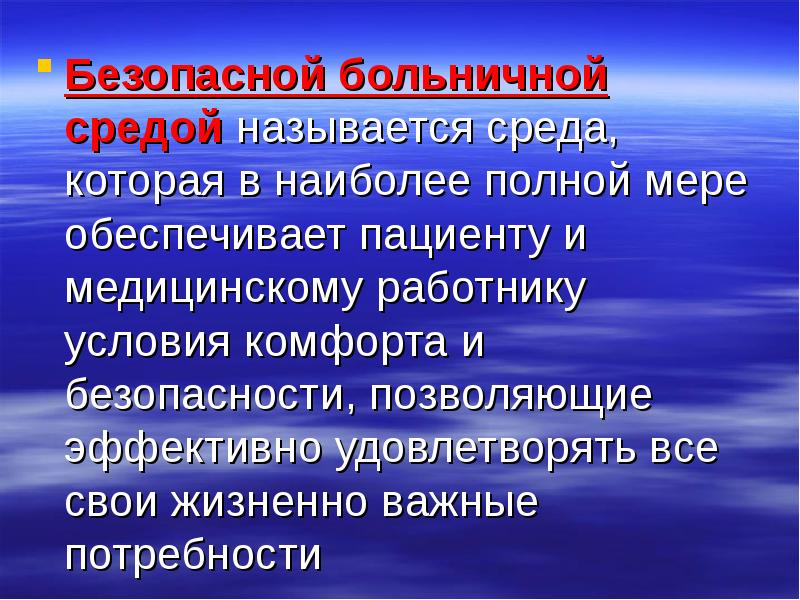 Безопасной больничной
средой называется среда,
которая в наиболее полной мере
обеспечивает пациенту и
медицинскому работнику
условия комфорта и
безопасности, позволяющие
эффективно удовлетворять все
свои жизненно важные
потребности